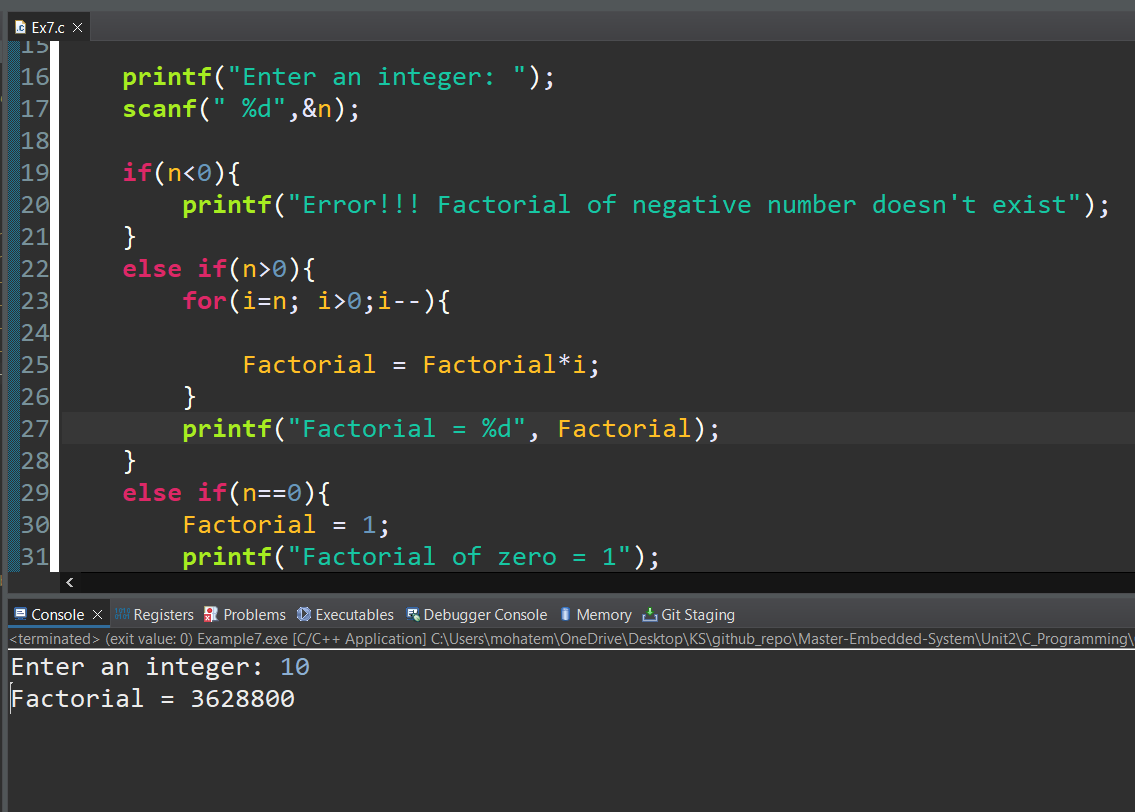 Ex7.c
15
16 printf("Enter an integer: ");
17 scanf(" %d",&n);
18
19 if(n<0){
20 printf("Error!!! Factorial of negative number doesn't exist");
21 }
22 else if(n>0){
23 for(i=n; i>0;i--){
24
25 Factorial = Factorial*i;
26 }
27 printf("Factorial = %d", Factorial);
28 }
29 else if(n==0){
30 Factorial = 1;
31 printf("Factorial of zero = 1");
Console Registers Problems Executables Debugger Console Memory Git Staging
<terminated> (exit value: 0) Example7.exe [C/C++ Application] C:\Users\mohatem\OneDrive\Desktop\KS\github_repo\Master-Embedded-System\Unit2\C_Programming\
Enter an integer: 10
Factorial = 3628800